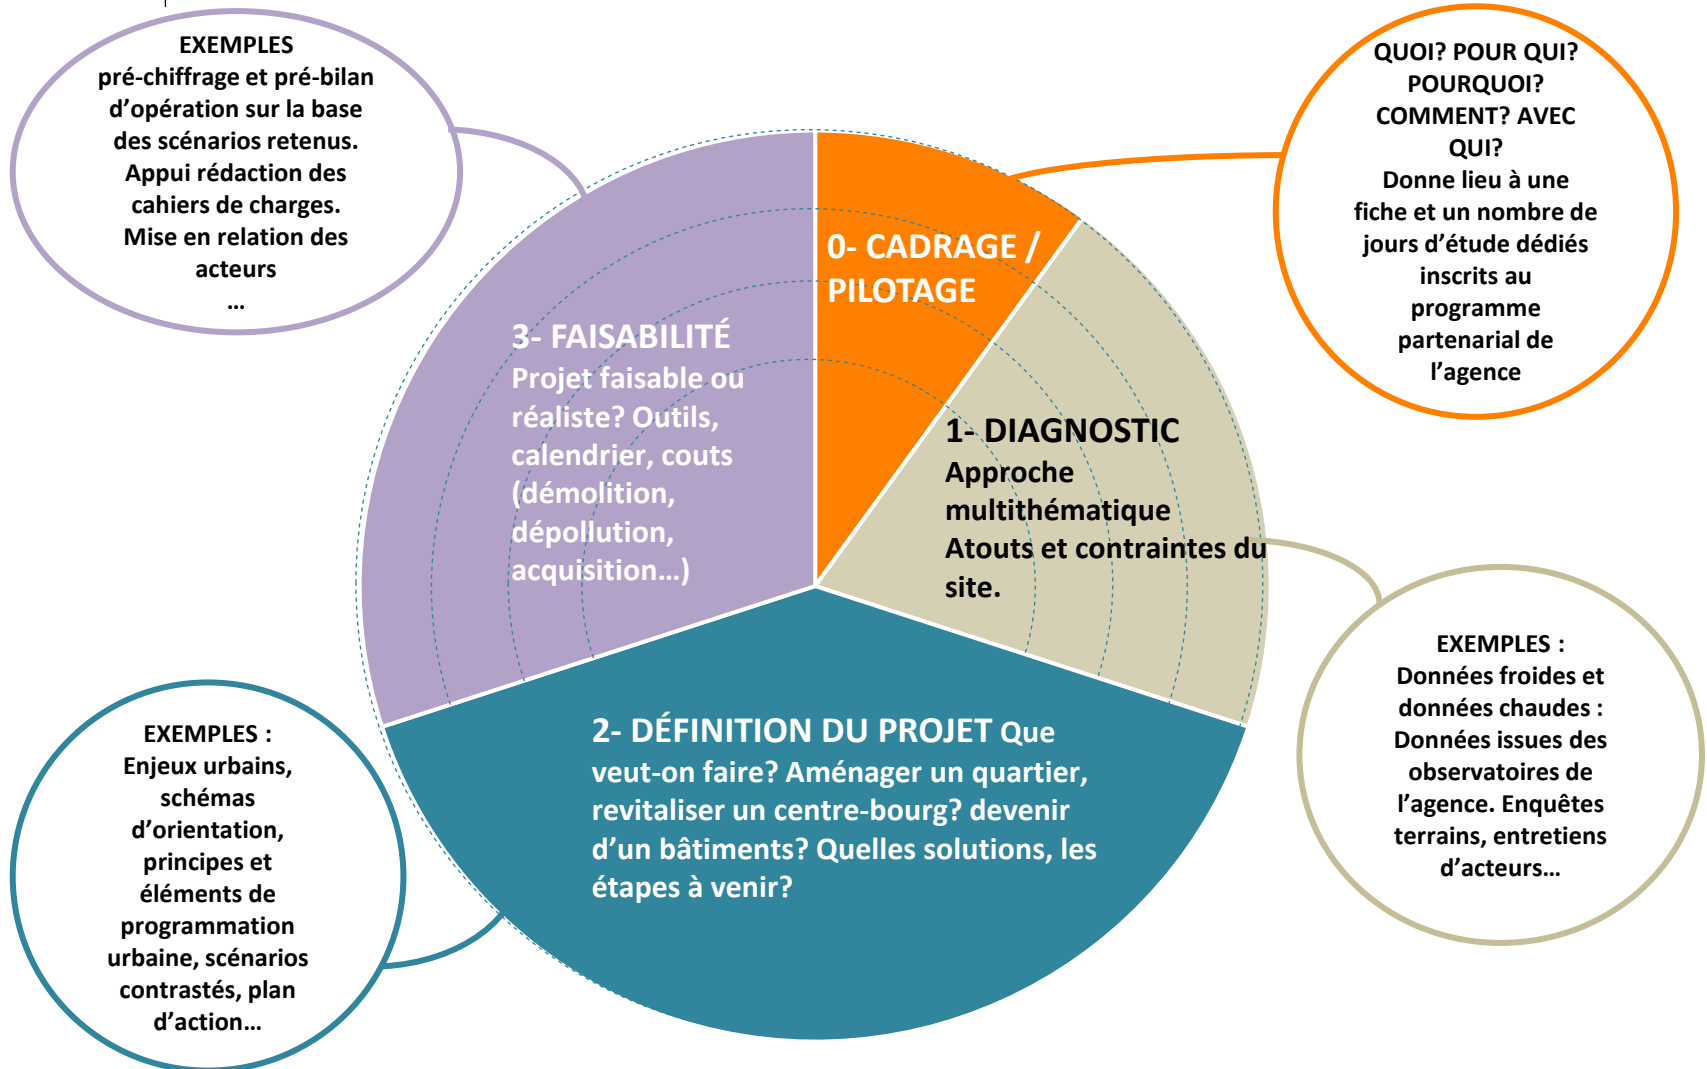 EXEMPLES
pré-chiffrage et pré-bilan
d’opération sur la base
des scénarios retenus.
Appui rédaction des
cahiers de charges.
Mise en relation des
acteurs
…
QUOI? POUR QUI?
POURQUOI?
COMMENT? AVEC
QUI?
Donne lieu à une
fiche et un nombre de
jours d’étude dédiés
inscrits au
programme
partenarial de
l’agence
0- CADRAGE /
PILOTAGE
3- FAISABILITÉ
Projet faisable ou
réaliste? Outils,
calendrier, couts
(démolition,
dépollution,
acquisition…)
1- DIAGNOSTIC
Approche
multithématique
Atouts et contraintes du
site.
EXEMPLES :
Données froides et
données chaudes :
Données issues des
observatoires de
l’agence. Enquêtes
terrains, entretiens
d’acteurs…
2- DÉFINITION DU PROJET Que
veut-on faire? Aménager un quartier,
revitaliser un centre-bourg? devenir
d’un bâtiments? Quelles solutions, les
étapes à venir?
EXEMPLES :
Enjeux urbains,
schémas
d’orientation,
principes et
éléments de
programmation
urbaine, scénarios
contrastés, plan
d’action…